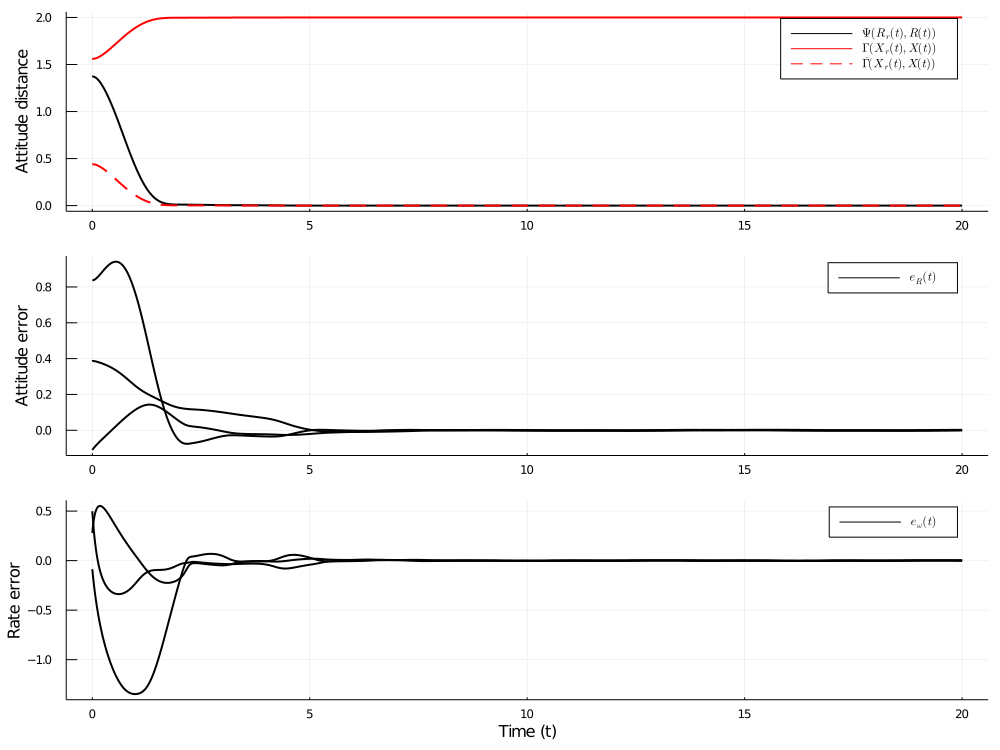 Attitude distance
2.0
1.5
1.0
0.5
0.0
Ψ(R_r(t), R(t))
Γ(X_r(t), X(t))
Γ̄(X_r(t), X(t))
0 5 10 15 20
Attitude error
0.8
0.6
0.4
0.2
0.0
e_R(t)
0 5 10 15 20
Rate error
0.5
0.0
−0.5
−1.0
e_ω(t)
0 5 10 15 20
Time (t)